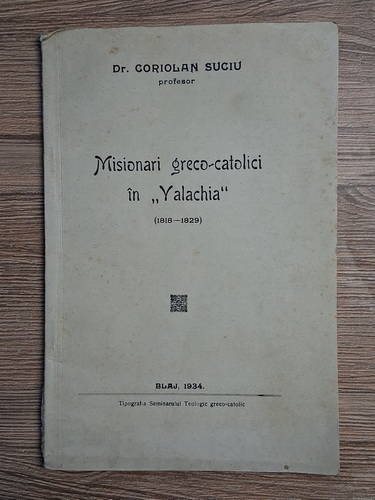 Dr. CORIOLAN SUCIU
profesor
Misionari greco-catolici
în „Valachia“
(1818—1829)
BLAJ, 1934.
Tipografia Seminarului Teologic greco-catolic